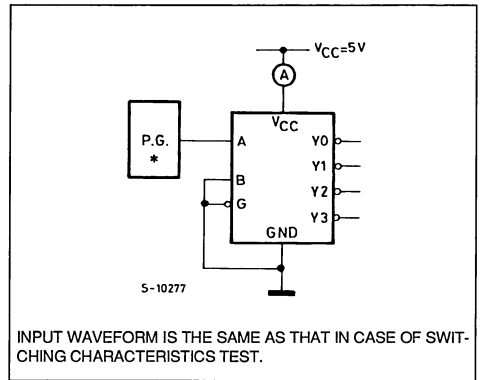 VCC=5V
A
VCC
P.G.
*
A
B
G
Y0
Y1
Y2
Y3
GND
S-10277
INPUT WAVEFORM IS THE SAME AS THAT IN CASE OF SWIT-
CHING CHARACTERISTICS TEST.